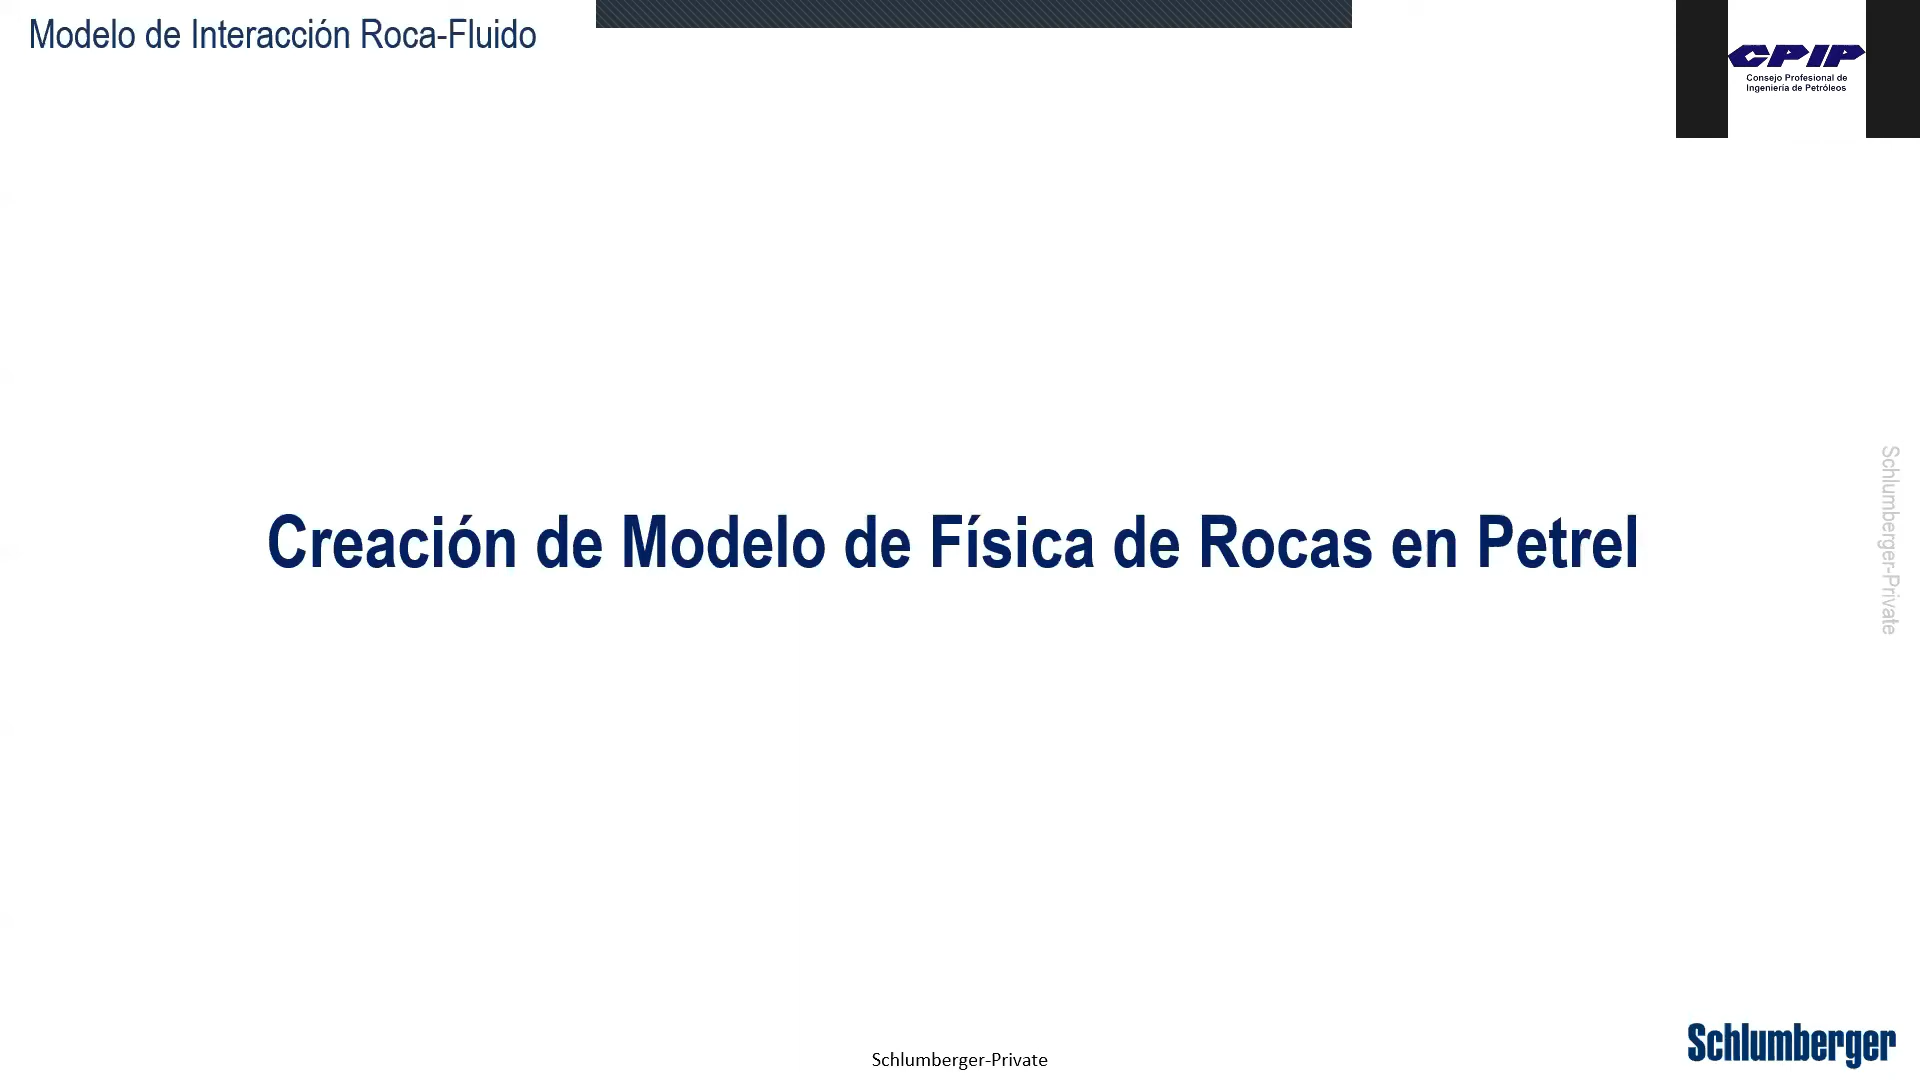 Modelo de Interacción Roca-Fluido
CPIP
Consejo Profesional de
Ingeniería de Petróleos
Creación de Modelo de Física de Rocas en Petrel
Schlumberger-Private
Schlumberger
Schlumberger-Private